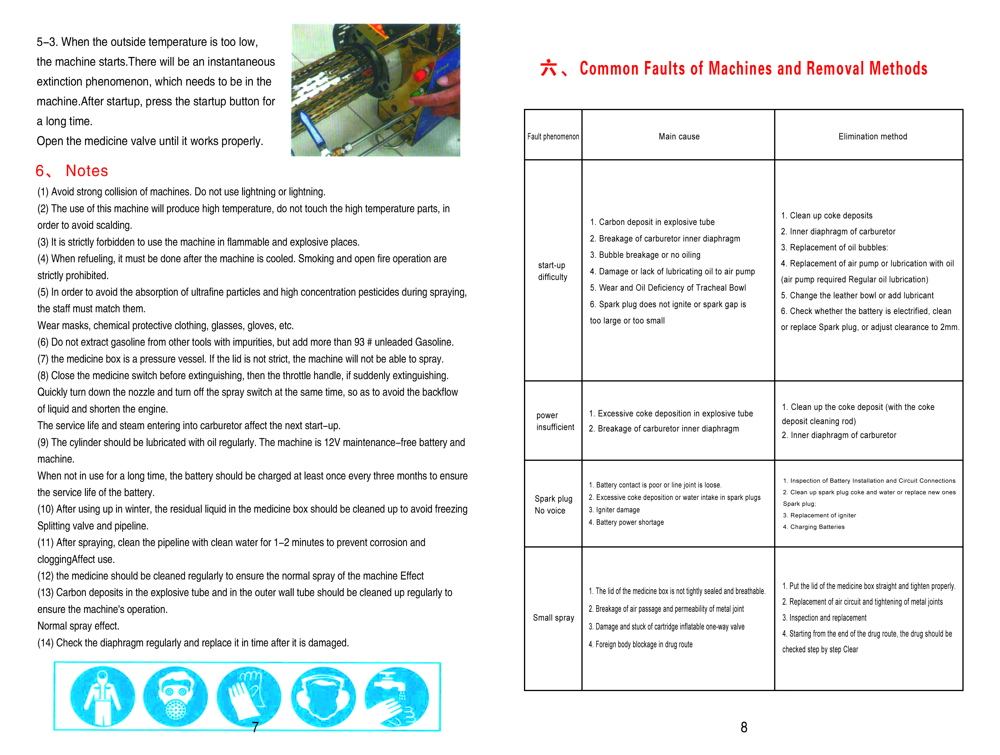 5–3. When the outside temperature is too low,
the machine starts.There will be an instantaneous
extinction phenomenon, which needs to be in the
machine.After startup, press the startup button for
a long time.
Open the medicine valve until it works properly.
6、 Notes
(1) Avoid strong collision of machines. Do not use lightning or lightning.
(2) The use of this machine will produce high temperature, do not touch the high temperature parts, in
order to avoid scalding.
(3) It is strictly forbidden to use the machine in flammable and explosive places.
(4) When refueling, it must be done after the machine is cooled. Smoking and open fire operation are
strictly prohibited.
(5) In order to avoid the absorption of ultrafine particles and high concentration pesticides during spraying,
the staff must match them.
Wear masks, chemical protective clothing, glasses, gloves, etc.
(6) Do not extract gasoline from other tools with impurities, but add more than 93 # unleaded Gasoline.
(7) the medicine box is a pressure vessel. If the lid is not strict, the machine will not be able to spray.
(8) Close the medicine switch before extinguishing, then the throttle handle, if suddenly extinguishing.
Quickly turn down the nozzle and turn off the spray switch at the same time, so as to avoid the backflow
of liquid and shorten the engine.
The service life and steam entering into carburetor affect the next start–up.
(9) The cylinder should be lubricated with oil regularly. The machine is 12V maintenance–free battery and
machine.
When not in use for a long time, the battery should be charged at least once every three months to ensure
the service life of the battery.
(10) After using up in winter, the residual liquid in the medicine box should be cleaned up to avoid freezing
Splitting valve and pipeline.
(11) After spraying, clean the pipeline with clean water for 1–2 minutes to prevent corrosion and
cloggingAffect use.
(12) the medicine should be cleaned regularly to ensure the normal spray of the machine Effect
(13) Carbon deposits in the explosive tube and in the outer wall tube should be cleaned up regularly to
ensure the machine's operation.
Normal spray effect.
(14) Check the diaphragm regularly and replace it in time after it is damaged.
7
六、Common Faults of Machines and Removal Methods
Fault phenomenon
Main cause
Elimination method
start-up
difficulty
1. Carbon deposit in explosive tube
2. Breakage of carburetor inner diaphragm
3. Bubble breakage or no oiling
4. Damage or lack of lubricating oil to air pump
5. Wear and Oil Deficiency of Tracheal Bowl
6. Spark plug does not ignite or spark gap is
too large or too small
1. Clean up coke deposits
2. Inner diaphragm of carburetor
3. Replacement of oil bubbles:
4. Replacement of air pump or lubrication with oil
(air pump required Regular oil lubrication)
5. Change the leather bowl or add lubricant
6. Check whether the battery is electrified, clean
or replace Spark plug, or adjust clearance to 2mm.
power
insufficient
1. Excessive coke deposition in explosive tube
2. Breakage of carburetor inner diaphragm
1. Clean up the coke deposit (with the coke
deposit cleaning rod)
2. Inner diaphragm of carburetor
Spark plug
No voice
1. Battery contact is poor or line joint is loose.
2. Excessive coke deposition or water intake in spark plugs
3. Igniter damage
4. Battery power shortage
1. Inspection of Battery Installation and Circuit Connections
2. Clean up spark plug coke and water or replace new ones
Spark plug;
3. Replacement of igniter
4. Charging Batteries
Small spray
1. The lid of the medicine box is not tightly sealed and breathable.
2. Breakage of air passage and permeability of metal joint
3. Damage and stuck of cartridge inflatable one-way valve
4. Foreign body blockage in drug route
1. Put the lid of the medicine box straight and tighten properly.
2. Replacement of air circuit and tightening of metal joints
3. Inspection and replacement
4. Starting from the end of the drug route, the drug should be
checked step by step Clear
8